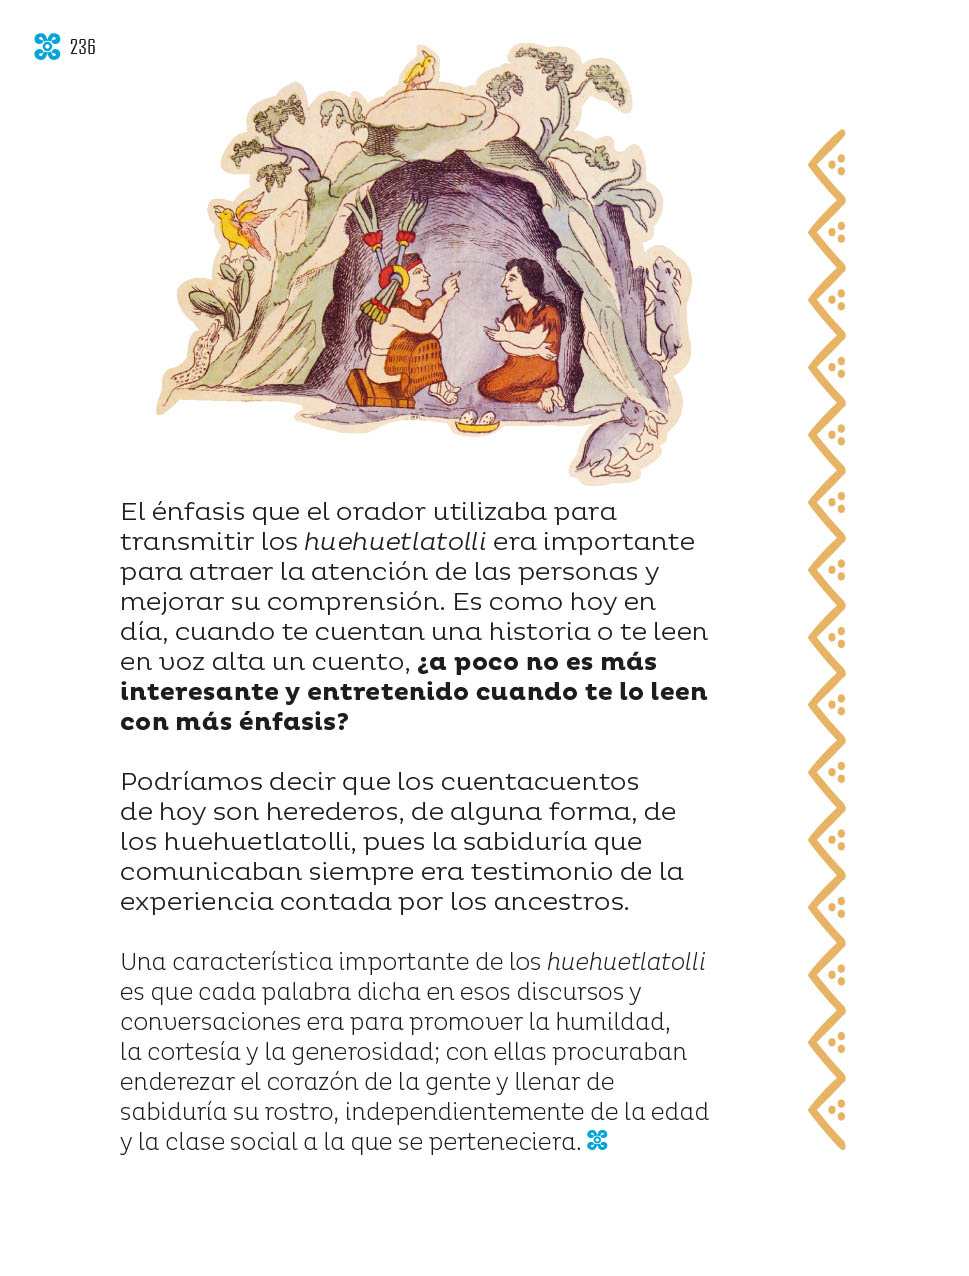 236
El énfasis que el orador utilizaba para
transmitir los huehuetlatolli era importante
para atraer la atención de las personas y
mejorar su comprensión. Es como hoy en
día, cuando te cuentan una historia o te leen
en voz alta un cuento, ¿a poco no es más
interesante y entretenido cuando te lo leen
con más énfasis?
Podríamos decir que los cuentacuentos
de hoy son herederos, de alguna forma, de
los huehuetlatolli, pues la sabiduría que
comunicaban siempre era testimonio de la
experiencia contada por los ancestros.
Una característica importante de los huehuetlatolli
es que cada palabra dicha en esos discursos y
conversaciones era para promover la humildad,
la cortesía y la generosidad; con ellas procuraban
enderezar el corazón de la gente y llenar de
sabiduría su rostro, independientemente de la edad
y la clase social a la que se perteneciera.